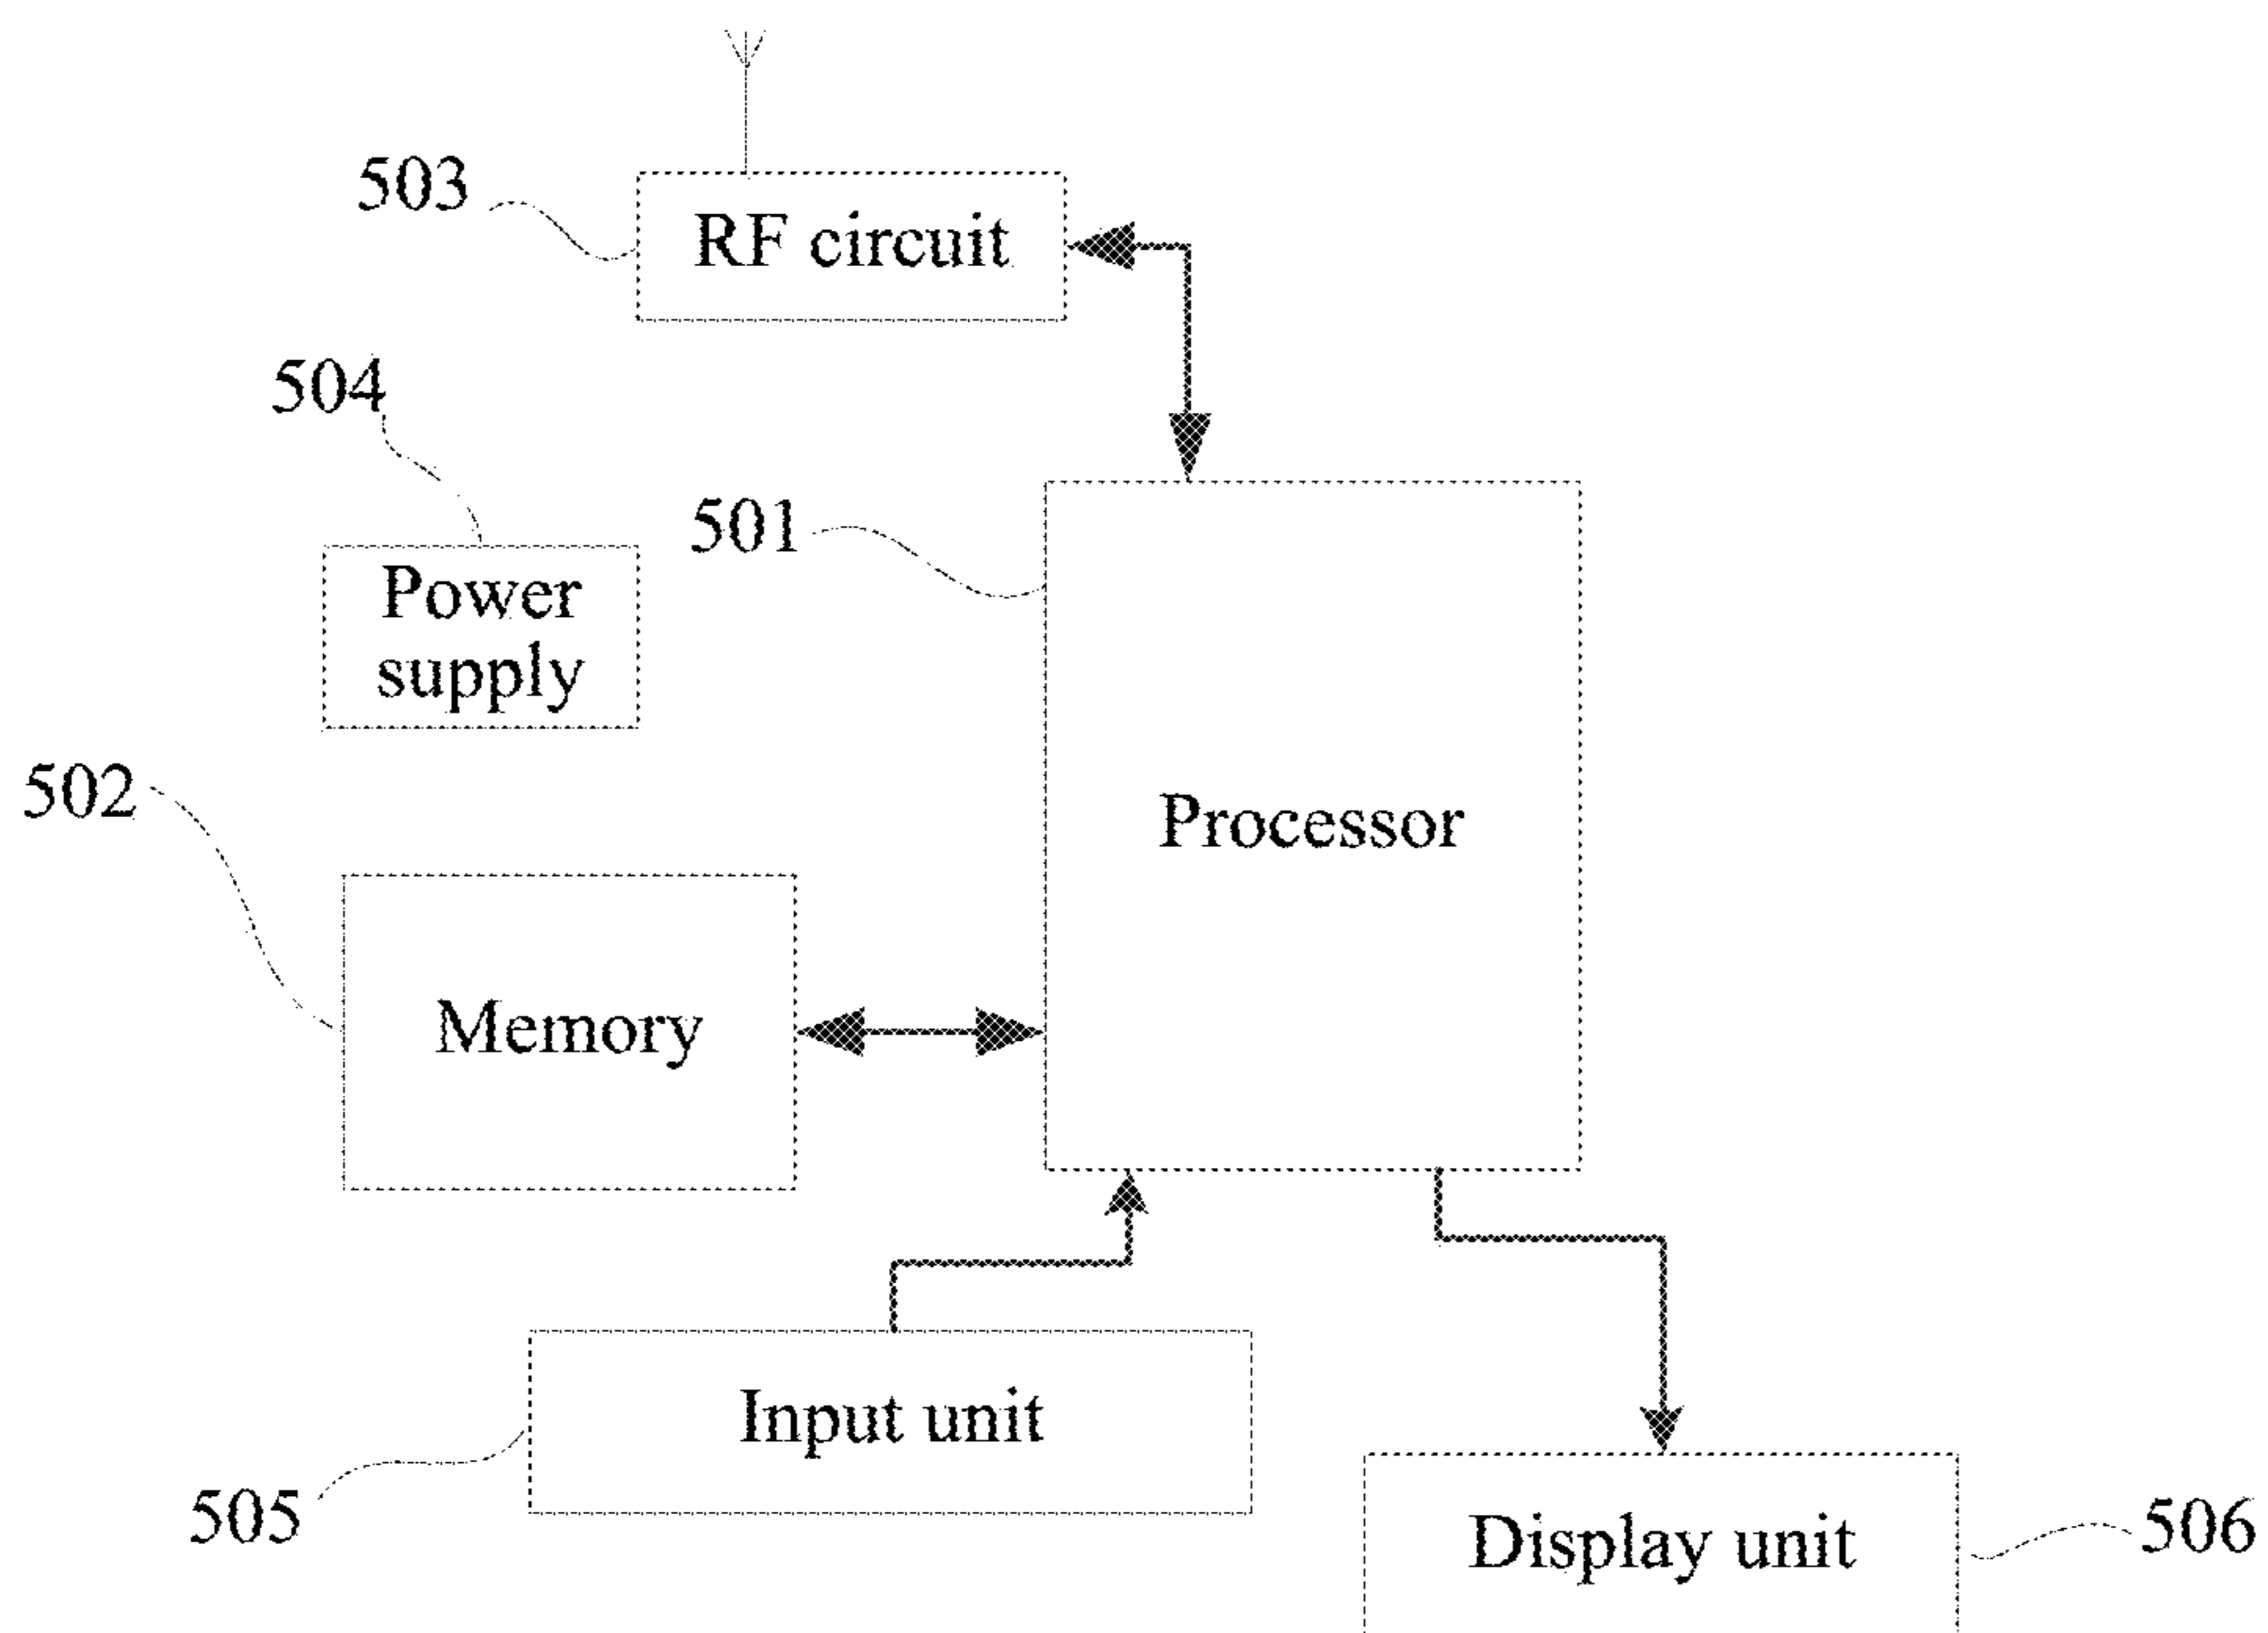 503
RF circuit
504
501
Power
supply
502
Processor
Memory
Input unit
505
Display unit
506